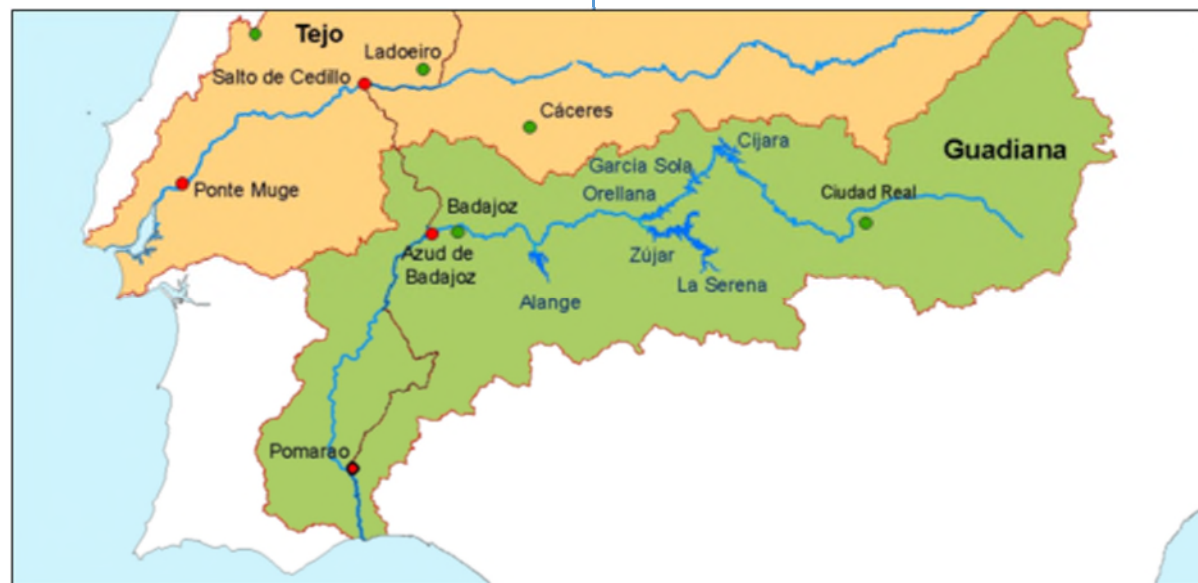 Tejo
Ladoeiro
Salto de Cedillo
Cáceres
Cíjara
Guadiana
García Sola
Ponte Muge
Orellana
Ciudad Real
Badajoz
Azud de
Badajoz
Zújar
La Serena
Alange
Pomarao